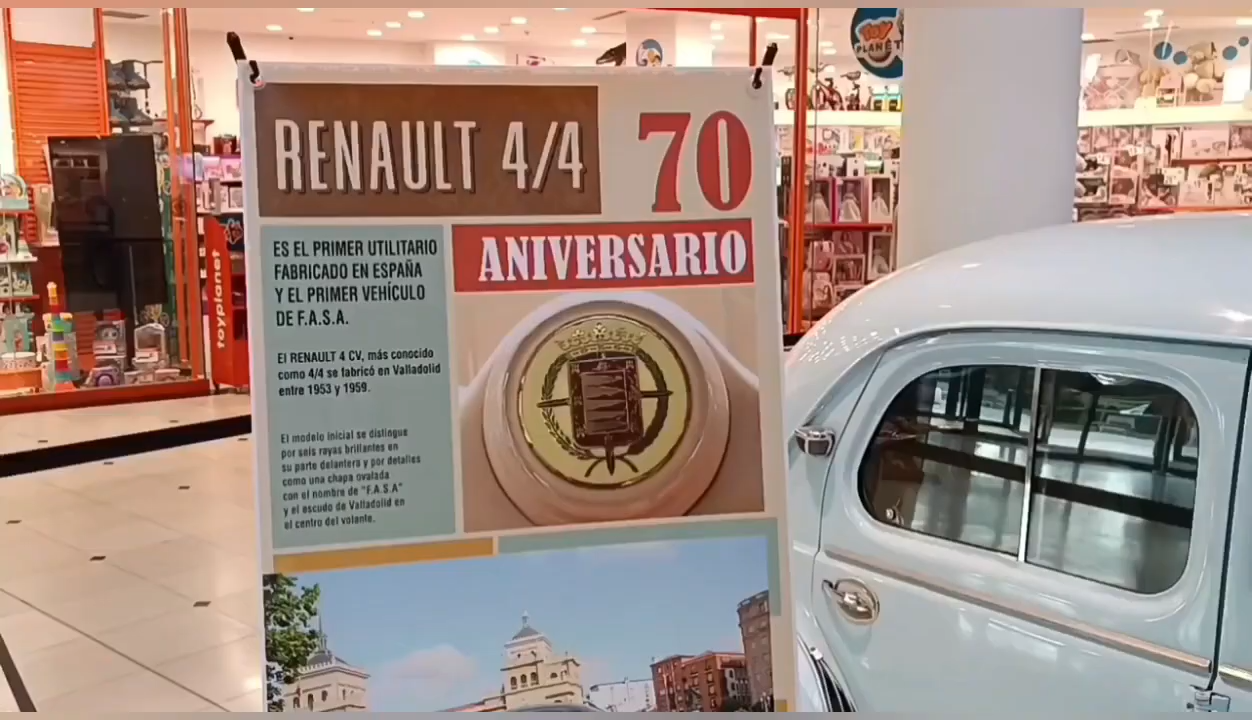 Toy
PLANET
RENAULT 4/4
70
ANIVERSARIO
ES EL PRIMER UTILITARIO
FABRICADO EN ESPAÑA
Y EL PRIMER VEHÍCULO
DE F.A.S.A.
El RENAULT 4 CV, más conocido
como 4/4 se fabricó en Valladolid
entre 1953 y 1959.
El modelo inicial se distingue
por seis rayas brillantes en
su parte delantera y por detalles
como una chapa ovalada
con el nombre de "F.A.S.A"
y el escudo de Valladolid en
el centro del volante.
toyplanet